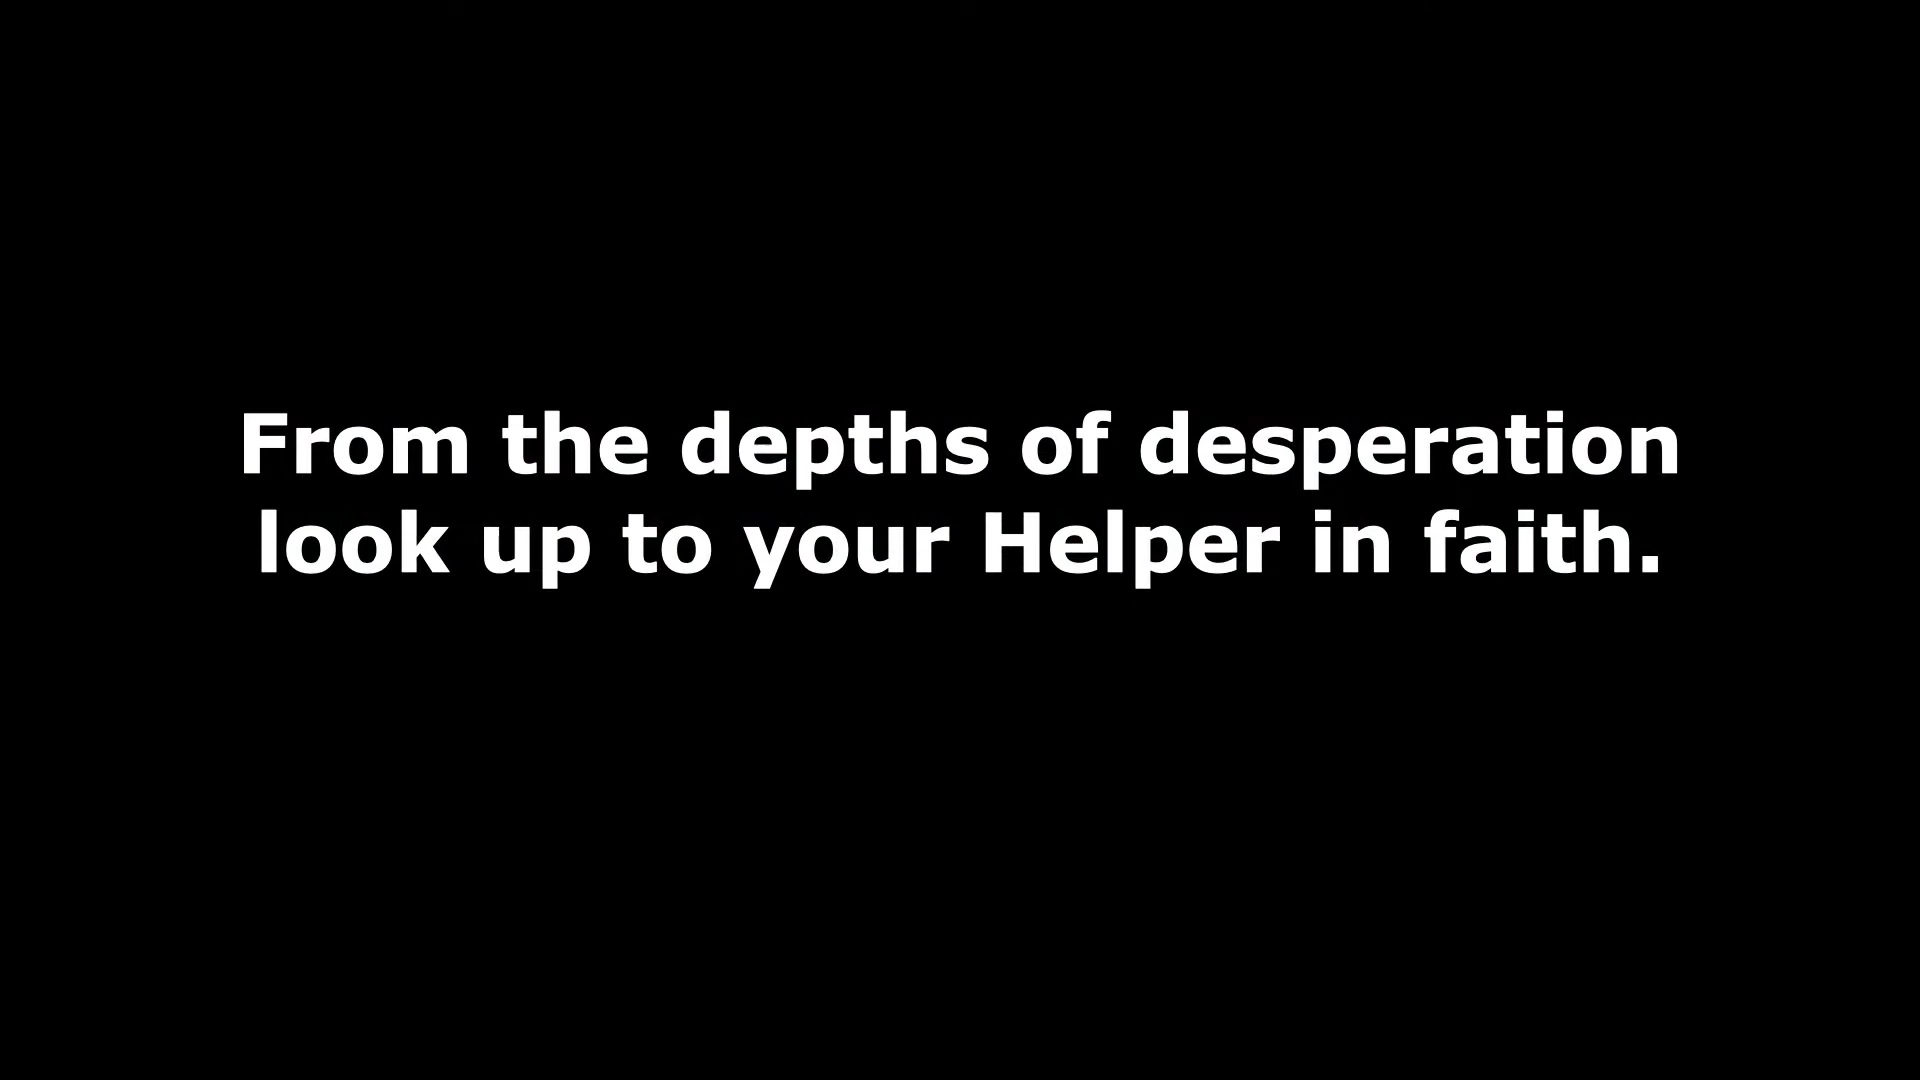 From the depths of desperation
look up to your Helper in faith.